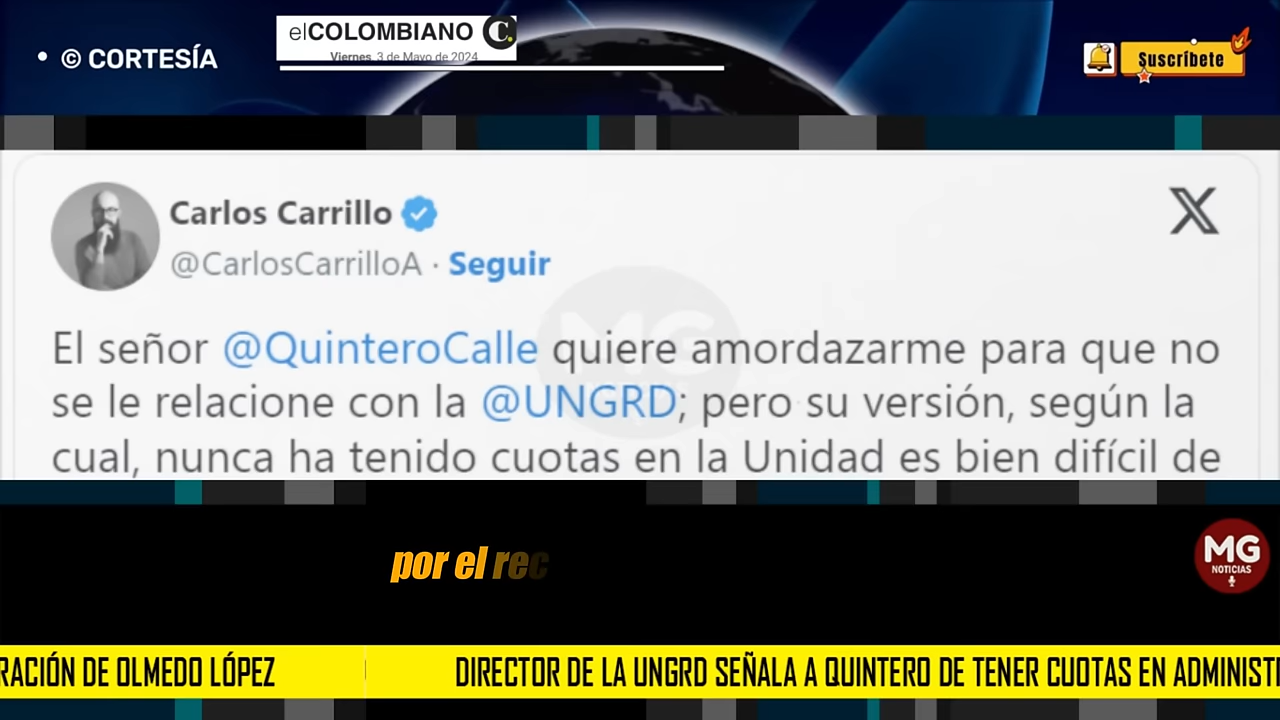 • © CORTESÍA
elCOLOMBIANO C.
Viernes, 3 de Mayo de 2024
Suscríbete
Carlos Carrillo
X
@CarlosCarrilloA · Seguir
El señor @QuinteroCalle quiere amordazarme para que no
se le relacione con la @UNGRD; pero su versión, según la
cual, nunca ha tenido cuotas en la Unidad es bien difícil de
MG
por el rec
MG
NOTICIAS
RACIÓN DE OLMEDO LÓPEZ
DIRECTOR DE LA UNGRD SEÑALA A QUINTERO DE TENER CUOTAS EN ADMINISTI